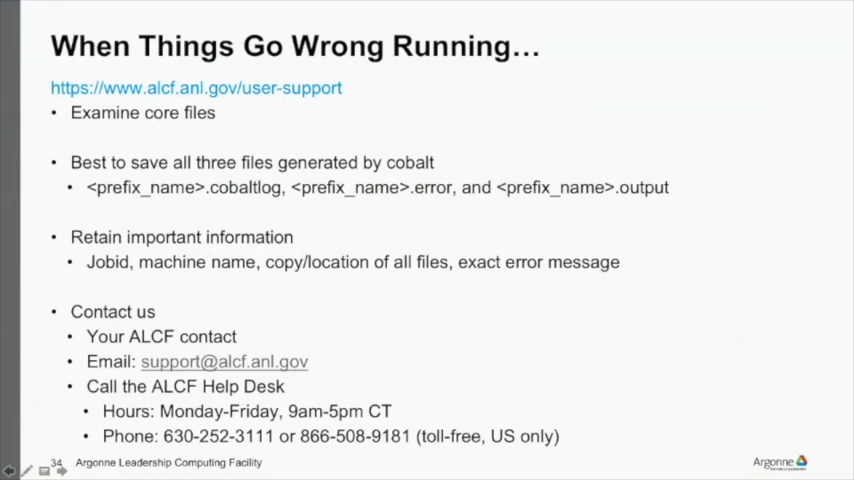 When Things Go Wrong Running…
https://www.alcf.anl.gov/user-support
• Examine core files
• Best to save all three files generated by cobalt
• <prefix_name>.cobaltlog, <prefix_name>.error, and <prefix_name>.output
• Retain important information
• Jobid, machine name, copy/location of all files, exact error message
• Contact us
• Your ALCF contact
• Email: support@alcf.anl.gov
• Call the ALCF Help Desk
• Hours: Monday-Friday, 9am-5pm CT
• Phone: 630-252-3111 or 866-508-9181 (toll-free, US only)
34 Argonne Leadership Computing Facility
Argonne